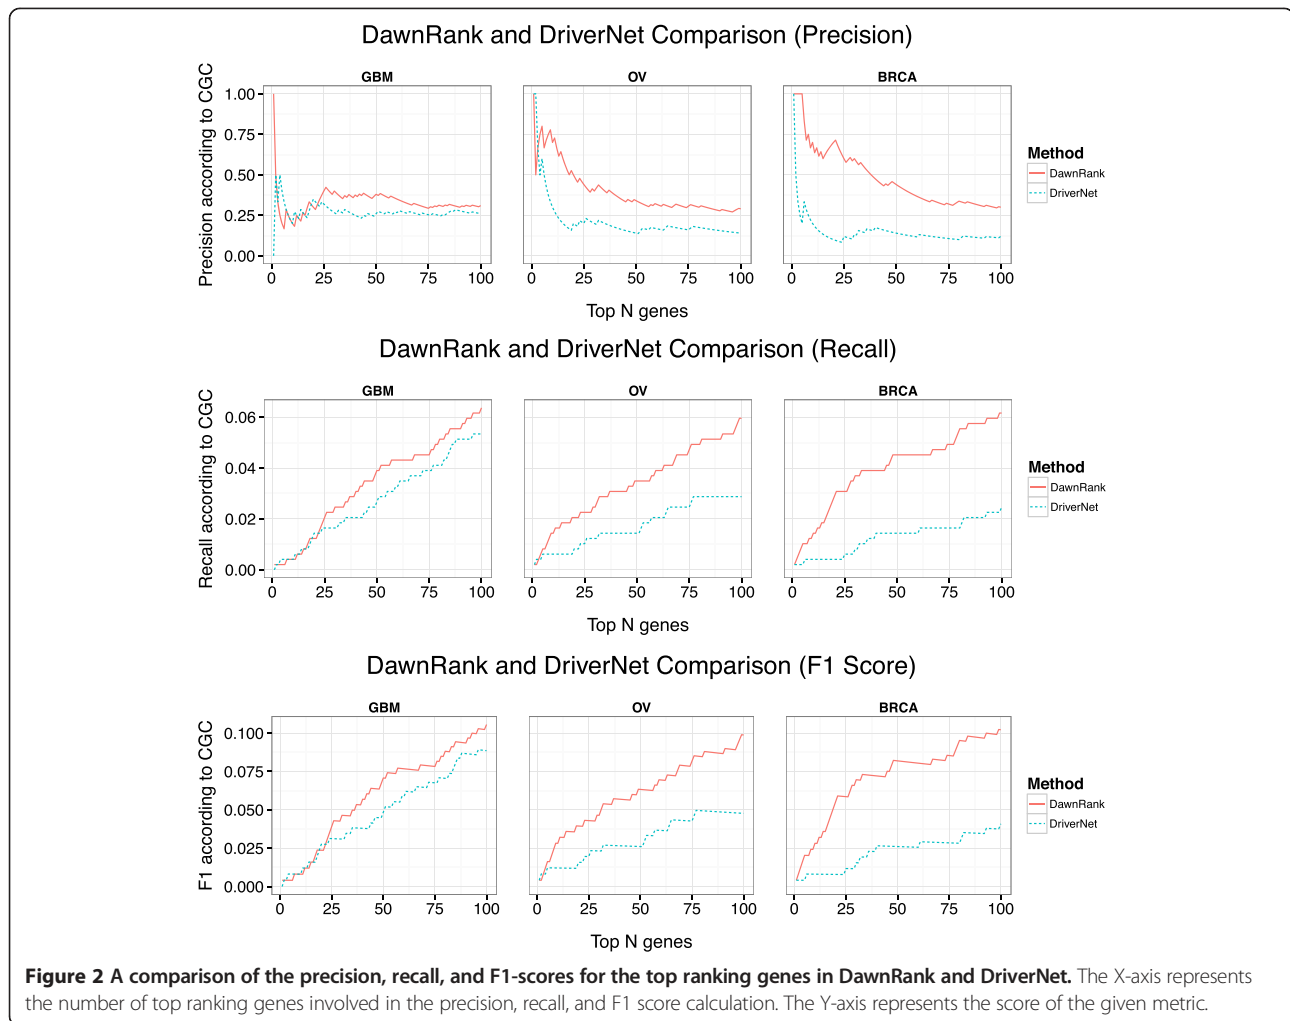 DawnRank and DriverNet Comparison (Precision)
GBM
OV
BRCA
Precision according to CGC
1.00
0.75
0.50
0.25
0.00
0 25 50 75 100
0 25 50 75 100
0 25 50 75 100
Top N genes
Method
DawnRank
DriverNet
DawnRank and DriverNet Comparison (Recall)
GBM
OV
BRCA
Recall according to CGC
0.06
0.04
0.02
0.00
0 25 50 75 100
0 25 50 75 100
0 25 50 75 100
Top N genes
Method
DawnRank
DriverNet
DawnRank and DriverNet Comparison (F1 Score)
GBM
OV
BRCA
F1 according to CGC
0.100
0.075
0.050
0.025
0.000
0 25 50 75 100
0 25 50 75 100
0 25 50 75 100
Top N genes
Method
DawnRank
DriverNet
Figure 2 A comparison of the precision, recall, and F1-scores for the top ranking genes in DawnRank and DriverNet. The X-axis represents
the number of top ranking genes involved in the precision, recall, and F1 score calculation. The Y-axis represents the score of the given metric.